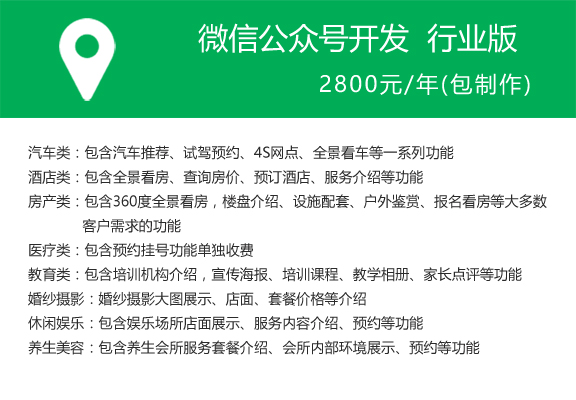 微信公众号开发 行业版
2800元/年(包制作)
汽车类：包含汽车推荐、试驾预约、4S网点、全景看车等一系列功能
酒店类：包含全景看房、查询房价、预订酒店、服务介绍等功能
房产类：包含360度全景看房，楼盘介绍、设施配套、户外鉴赏、报名看房等大多数
客户需求的功能
医疗类：包含预约挂号功能单独收费
教育类：包含培训机构介绍，宣传海报、培训课程、教学相册、家长点评等功能
婚纱摄影：婚纱摄影大图展示、店面、套餐价格等介绍
休闲娱乐：包含娱乐场所店面展示、服务内容介绍、预约等功能
养生美容：包含养生会所服务套餐介绍、会所内部环境展示、预约等功能